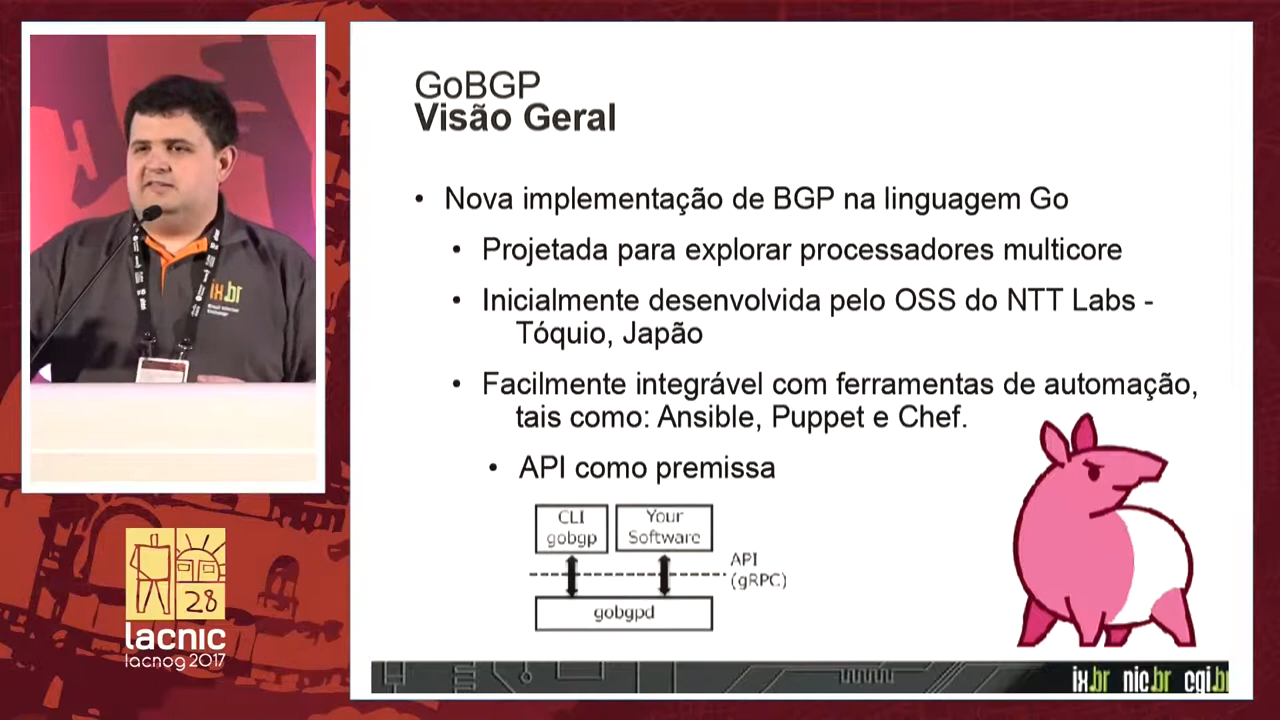 GoBGP
Visão Geral
• Nova implementação de BGP na linguagem Go
• Projetada para explorar processadores multicore
• Inicialmente desenvolvida pelo OSS do NTT Labs -
Tóquio, Japão
• Facilmente integrável com ferramentas de automação,
tais como: Ansible, Puppet e Chef.
• API como premissa
CLI
gobgp
Your
Software
API
(gRPC)
gobgpd
ix.br nic.br cgi.br
ix.br
28
lacnic
lacnog 2017